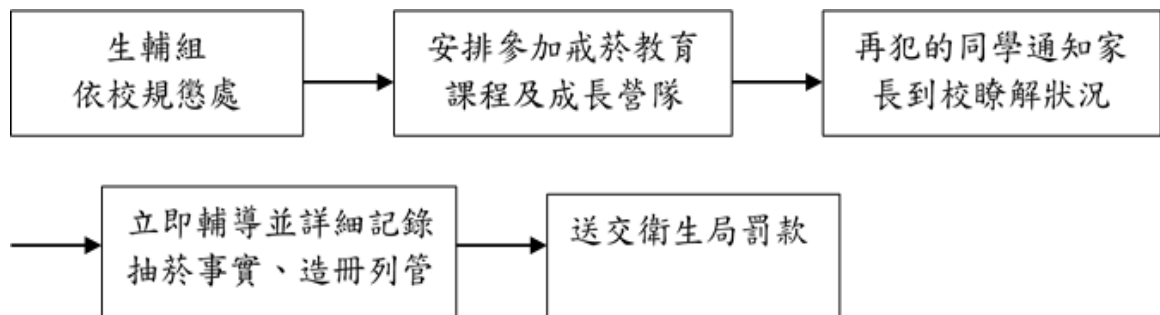 生輔組
依校規懲處
安排參加戒菸教育
課程及成長營隊
再犯的同學通知家
長到校瞭解狀況
立即輔導並詳細記錄
抽菸事實、造冊列管
送交衛生局罰款